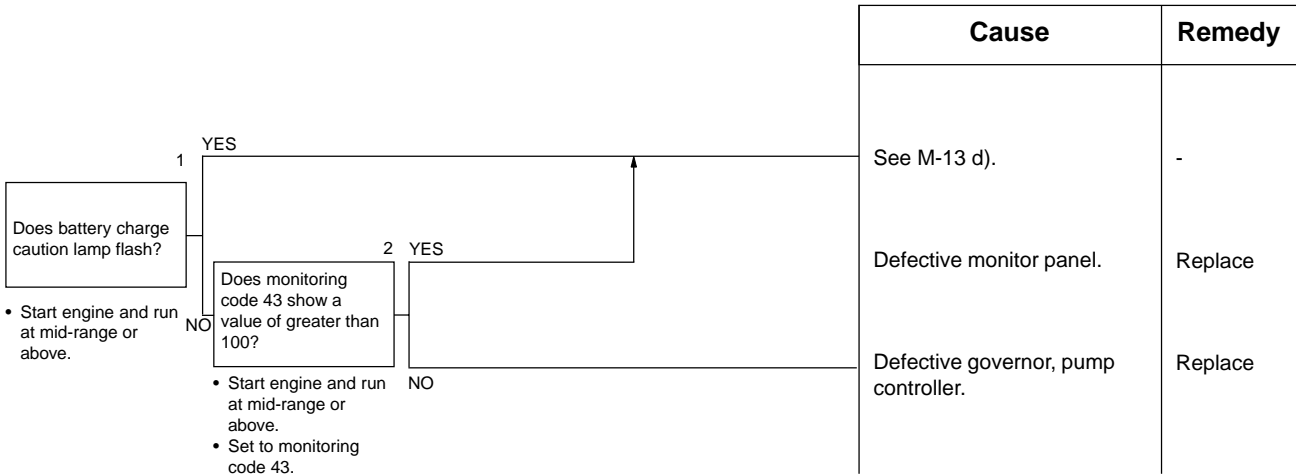 Cause Remedy
YES
1
See M-13 d). -
Does battery charge
caution lamp flash?
2 YES
Defective monitor panel. Replace
Does monitoring
code 43 show a
value of greater than
100?
• Start engine and run
at mid-range or
above.
NO
Defective governor, pump
controller.
Replace
• Start engine and run
at mid-range or
above.
• Set to monitoring
code 43.
NO